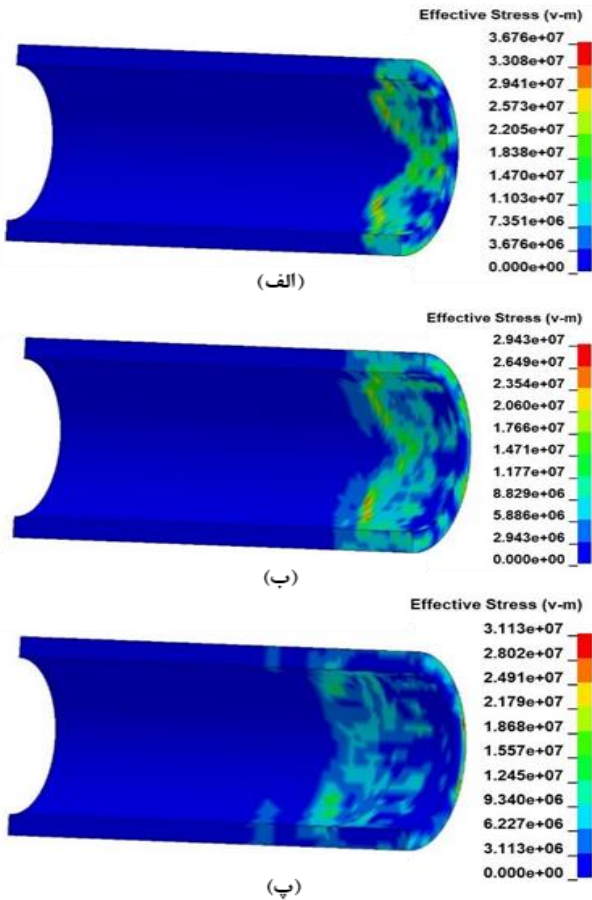 Effective Stress (v-m)
3.676e+07
3.308e+07
2.941e+07
2.573e+07
2.205e+07
1.838e+07
1.470e+07
1.103e+07
7.351e+06
3.676e+06
0.000e+00
(الف)
Effective Stress (v-m)
2.943e+07
2.649e+07
2.354e+07
2.060e+07
1.766e+07
1.471e+07
1.177e+07
8.829e+06
5.886e+06
2.943e+06
0.000e+00
(ب)
Effective Stress (v-m)
3.113e+07
2.802e+07
2.491e+07
2.179e+07
1.868e+07
1.557e+07
1.245e+07
9.340e+06
6.227e+06
3.113e+06
0.000e+00
(پ)